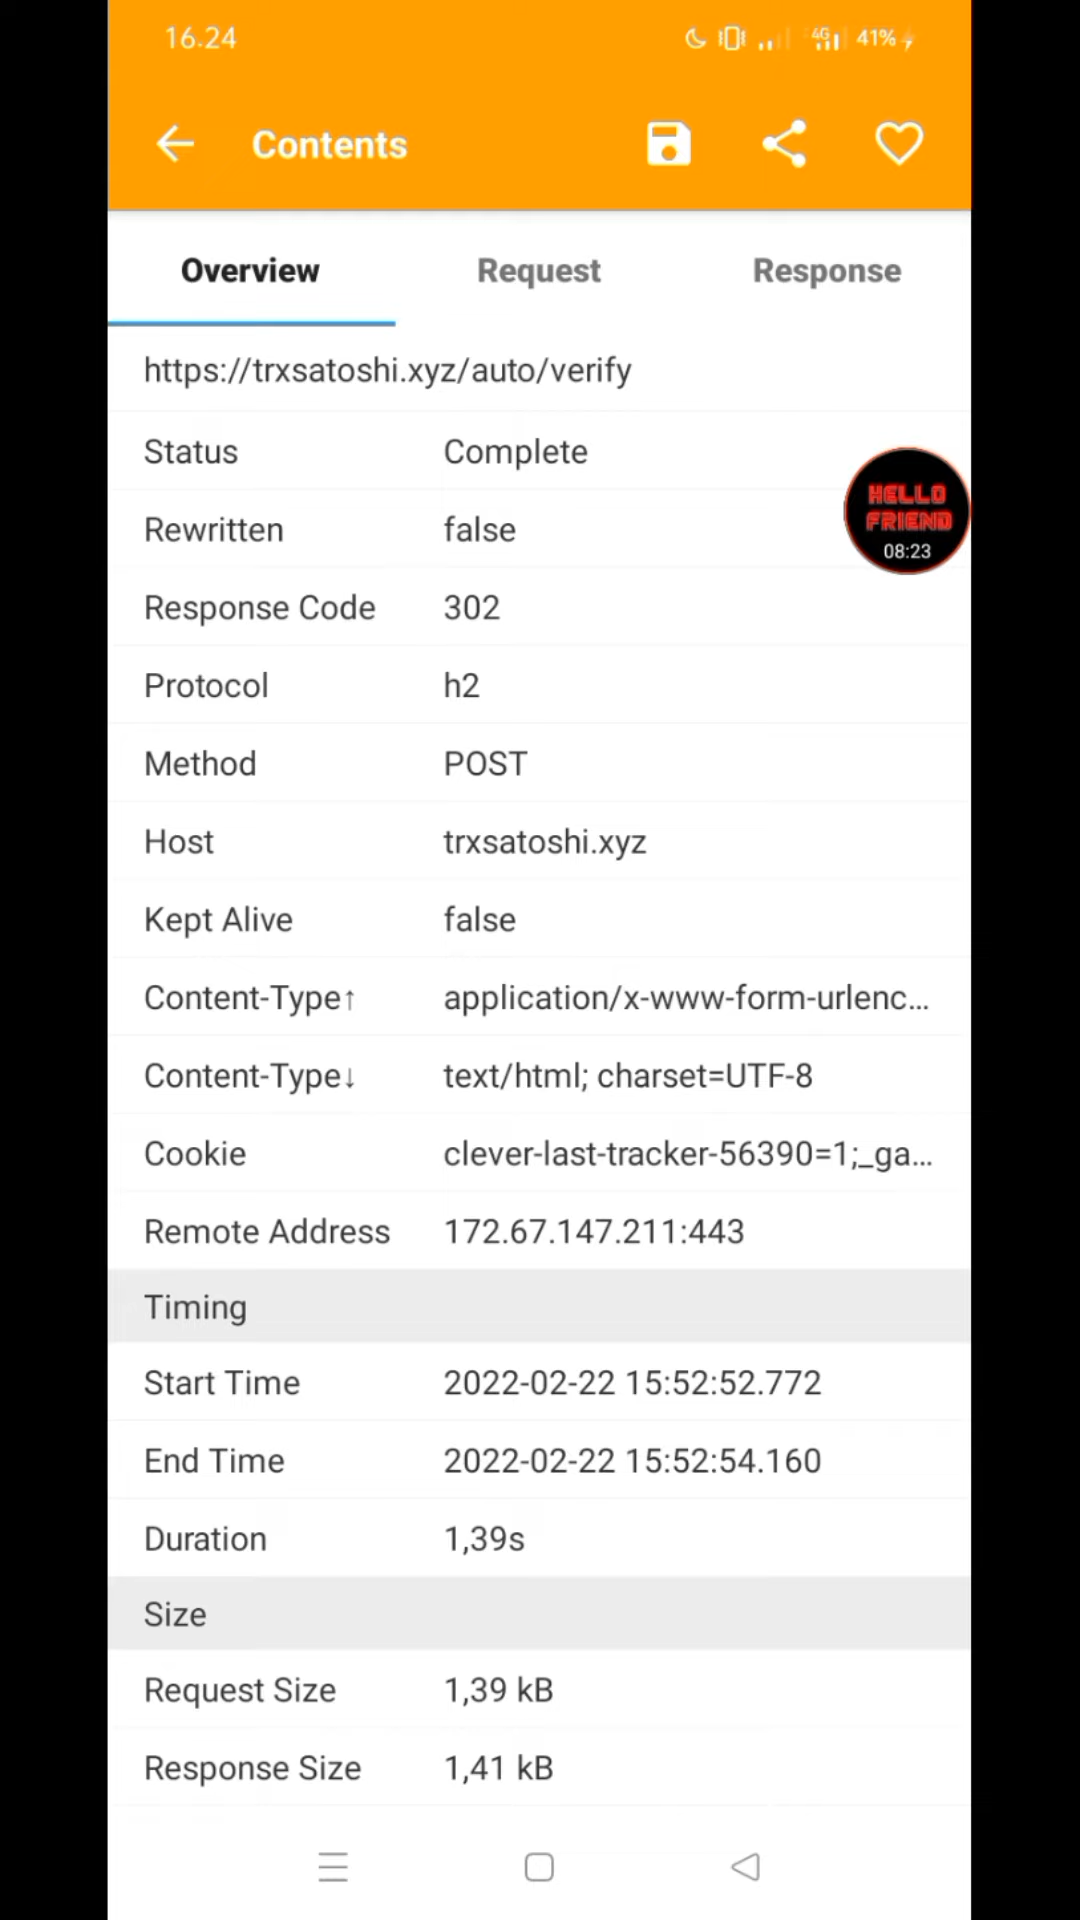 16.24
4G 41%
Contents
Overview Request Response
https://trxsatoshi.xyz/auto/verify
Status Complete
HELLO
FRIEND
08:23
Rewritten false
Response Code 302
Protocol h2
Method POST
Host trxsatoshi.xyz
Kept Alive false
Content-Type↑ application/x-www-form-urlenc...
Content-Type↓ text/html; charset=UTF-8
Cookie clever-last-tracker-56390=1;_ga...
Remote Address 172.67.147.211:443
Timing
Start Time 2022-02-22 15:52:52.772
End Time 2022-02-22 15:52:54.160
Duration 1,39s
Size
Request Size 1,39 kB
Response Size 1,41 kB